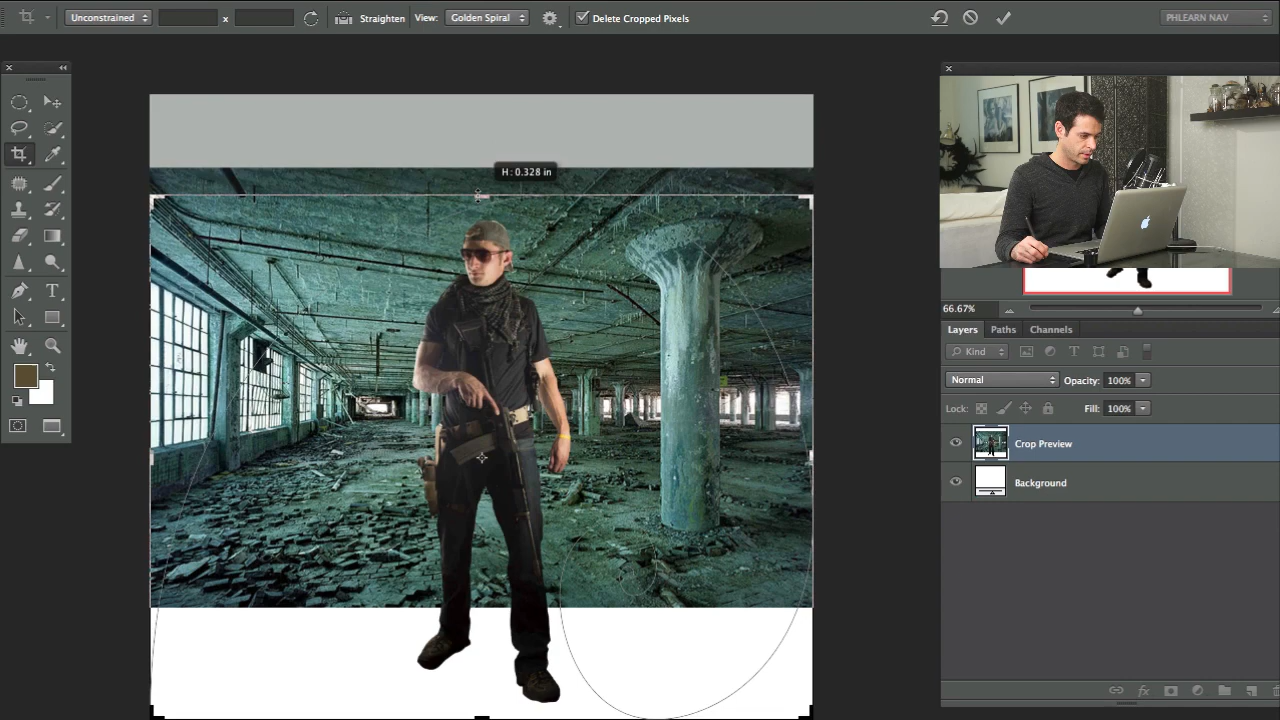 Unconstrained x Straighten View: Golden Spiral Delete Cropped Pixels PHLEARN NAV
H: 0.328 in
66.67%
Layers Paths Channels
Kind T
Normal Opacity: 100%
Lock: Fill: 100%
Crop Preview
Background
T
fx